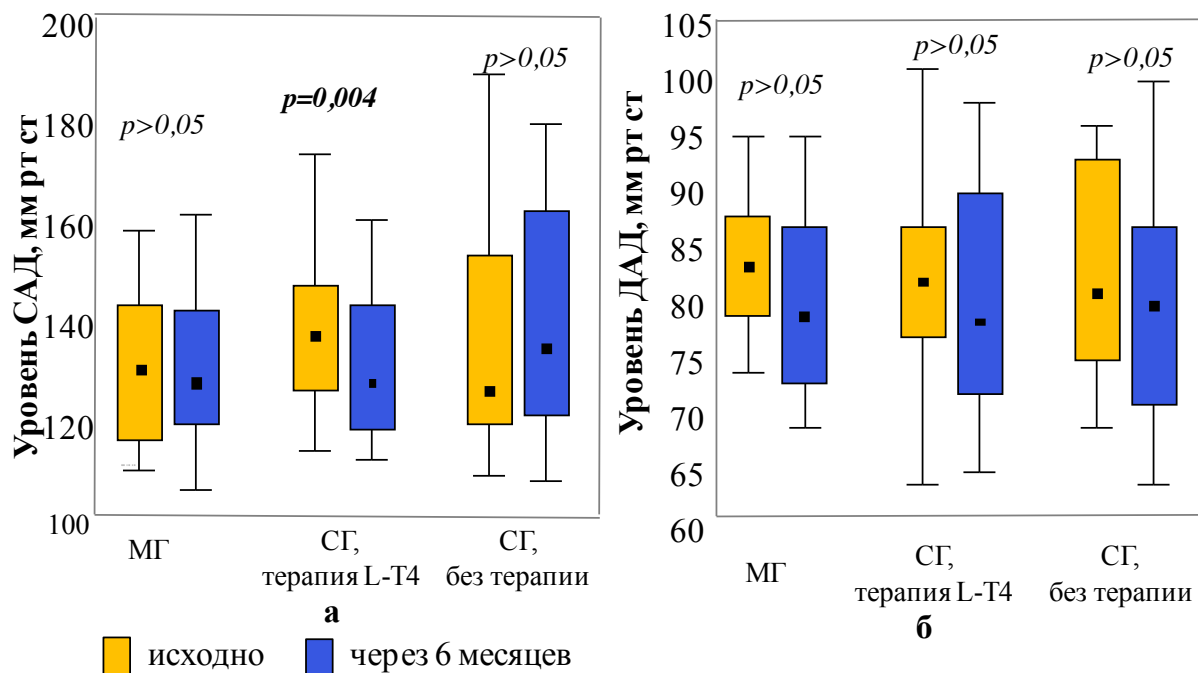 Уровень САД, мм рт ст
200
180
160
140
120
100
p>0,05
p=0,004
p>0,05
МГ
СГ,
терапия L-T4
СГ,
без терапии
а
Уровень ДАД, мм рт ст
105
100
95
90
85
80
75
70
65
60
p>0,05
p>0,05
p>0,05
МГ
СГ,
терапия L-T4
СГ,
без терапии
б
исходно
через 6 месяцев